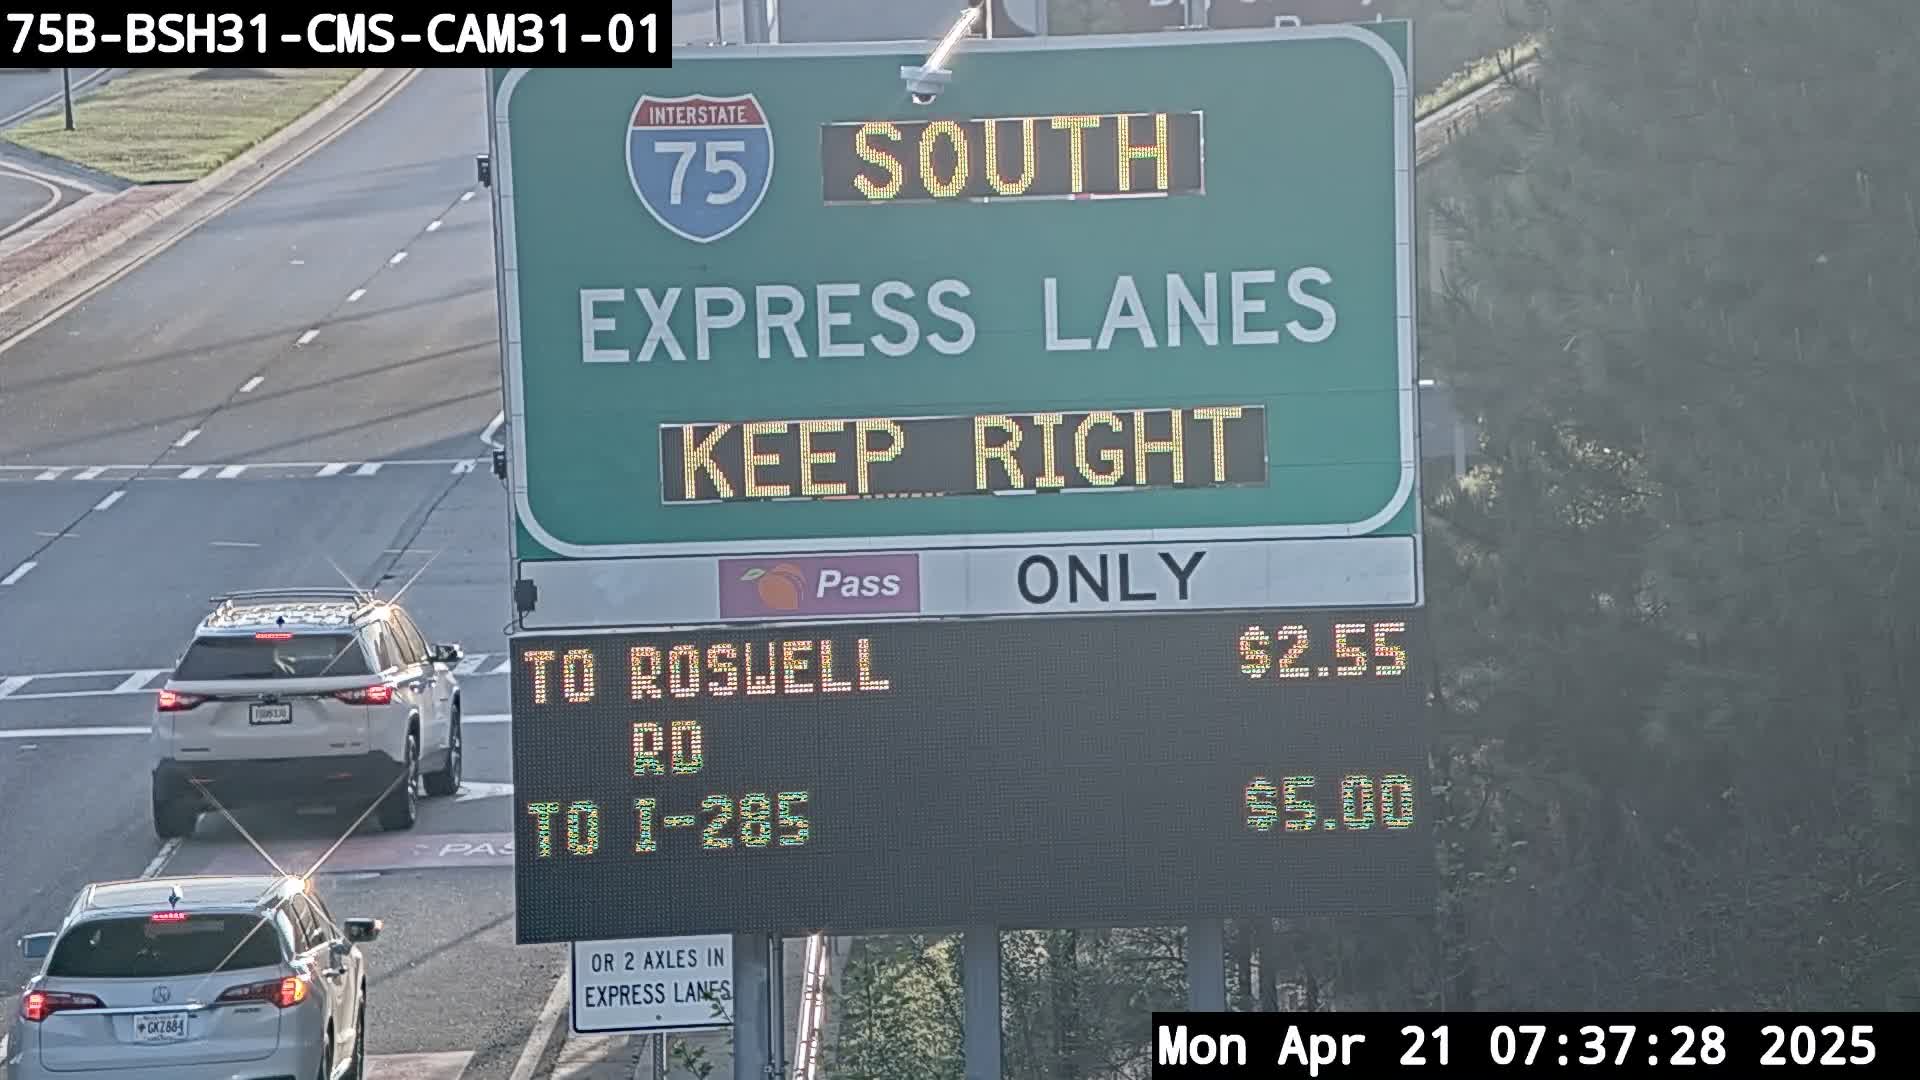 75B-BSH31-CMS-CAM31-01
INTERSTATE
75
SOUTH
EXPRESS LANES
KEEP RIGHT
Pass
ONLY
TO ROSWELL $2.55
RD
TO I-285 $5.00
OR 2 AXLES IN
EXPRESS LANES
Mon Apr 21 07:37:28 2025